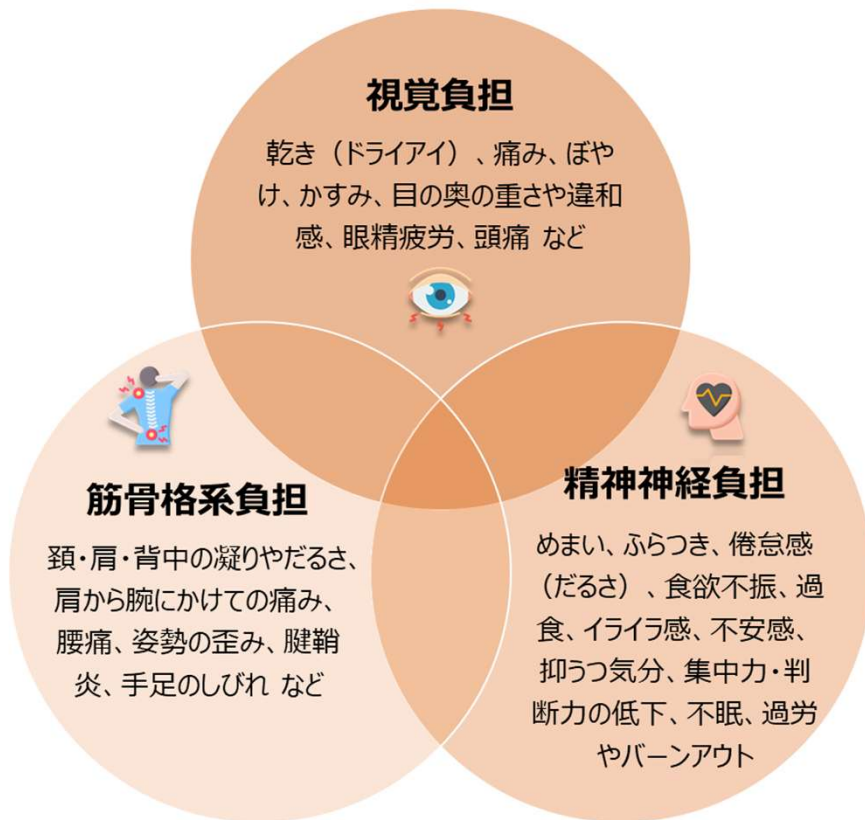 視覚負担
乾き（ドライアイ）、痛み、ぼや
け、かすみ、目の奥の重さや違和
感、眼精疲労、頭痛 など
筋骨格系負担
頚・肩・背中の凝りやだるさ、
肩から腕にかけての痛み、
腰痛、姿勢の歪み、腱鞘
炎、手足のしびれ など
精神神経負担
めまい、ふらつき、倦怠感
（だるさ）、食欲不振、過
食、イライラ感、不安感、
抑うつ気分、集中力・判
断力の低下、不眠、過労
やバーンアウト